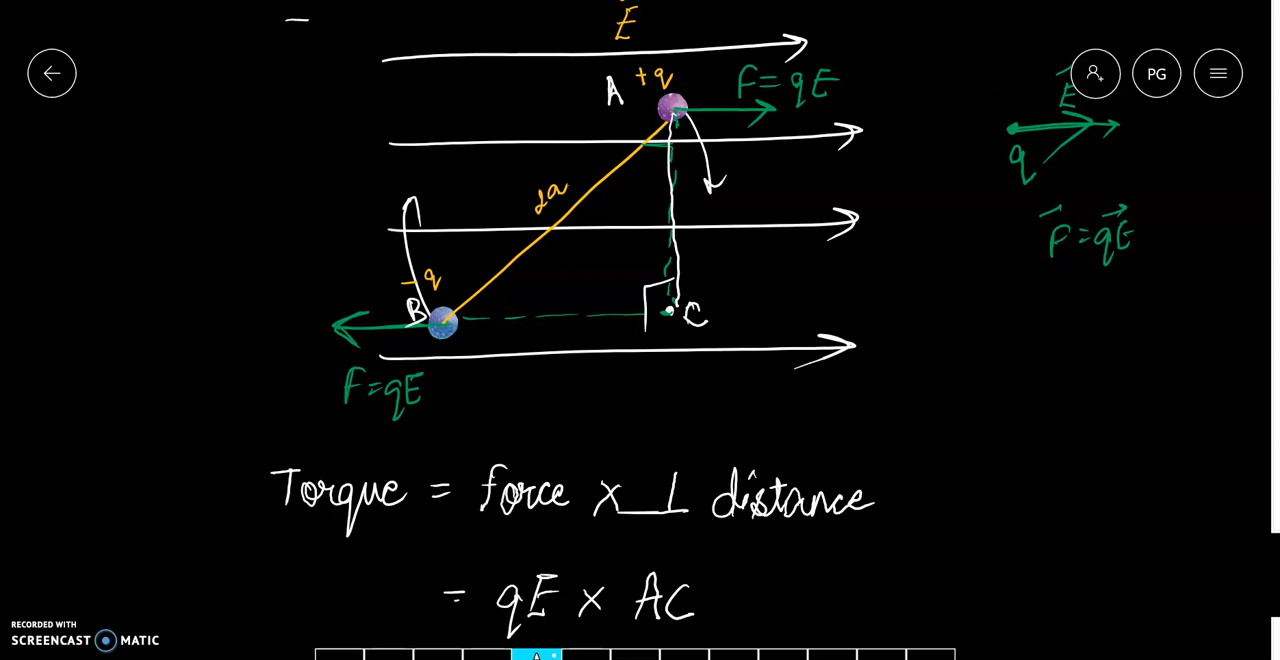 E
A +q F = qE
PG
E
q
2a
F = qE
-q
B
C
F = qE
Torque = force × ⊥ distance
= qE × AC
RECORDED WITH
SCREENCAST MATIC
A